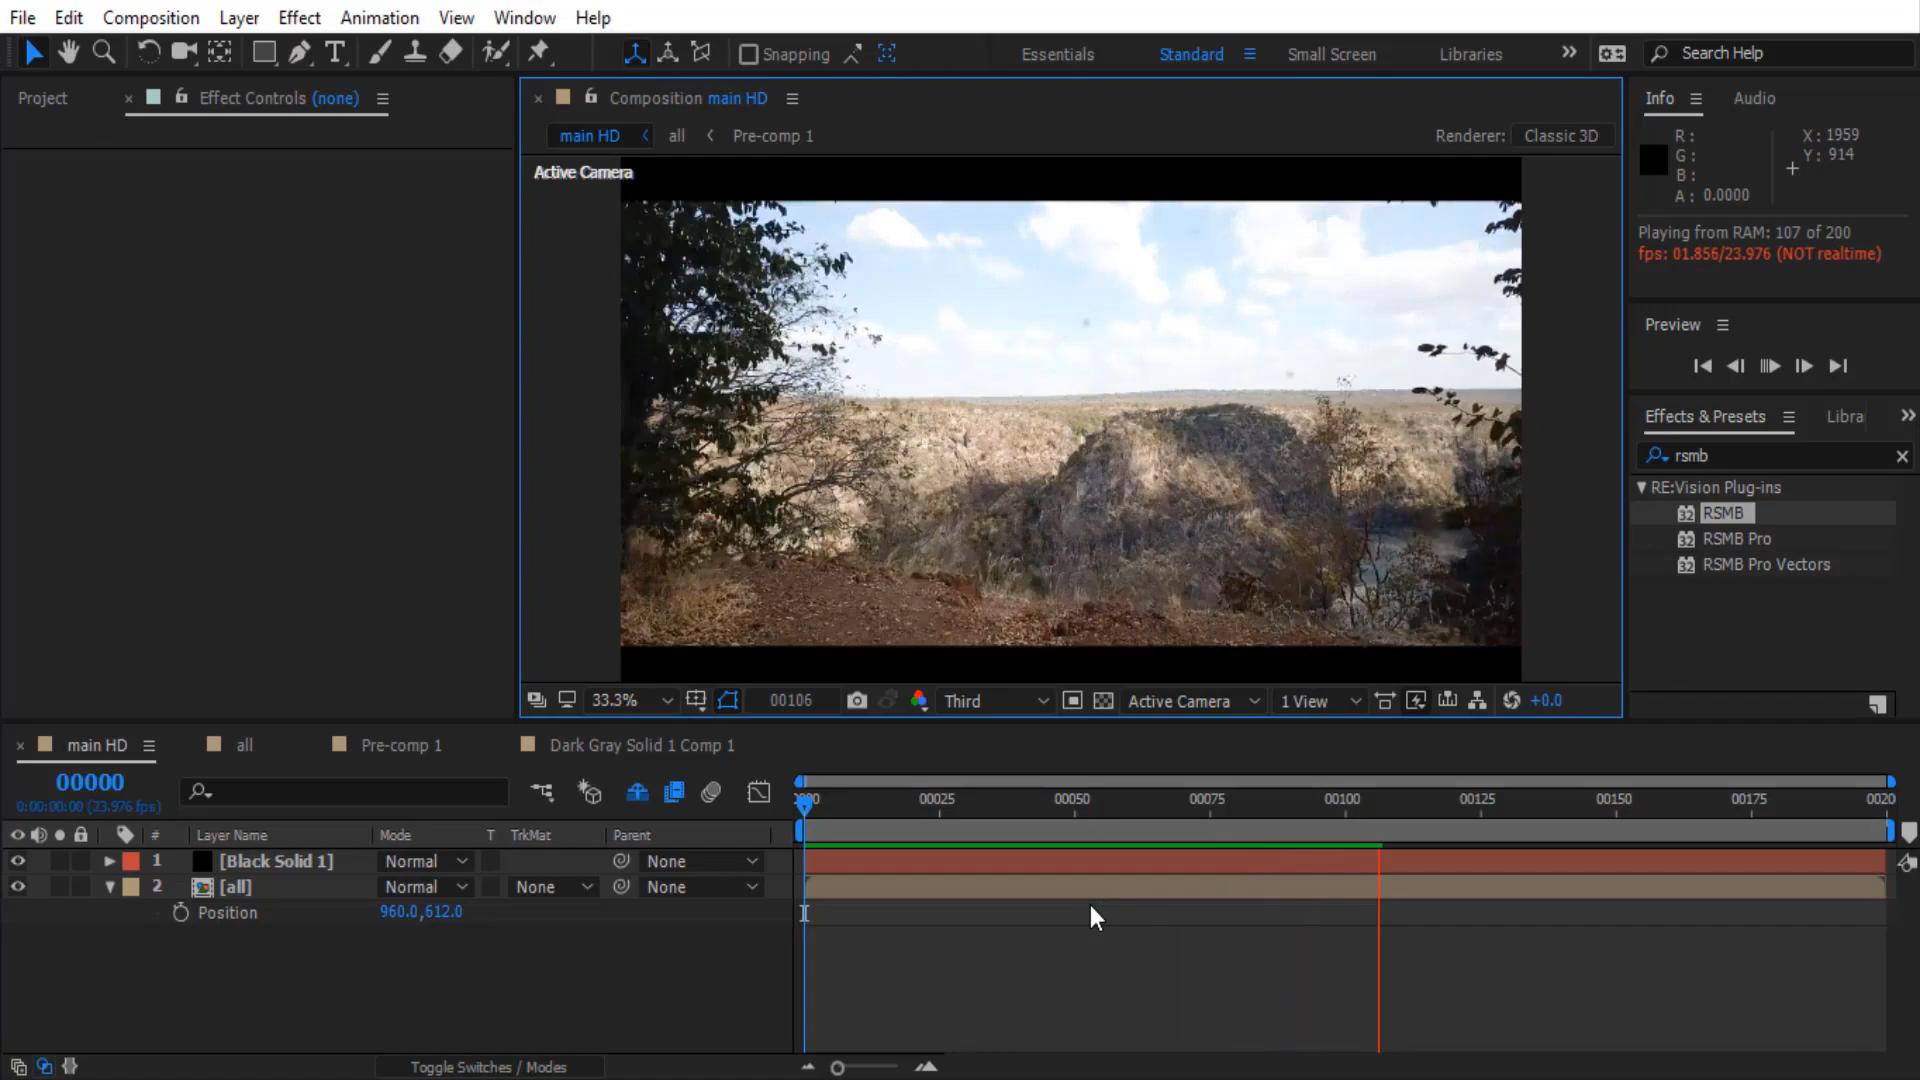 File Edit Composition Layer Effect Animation View Window Help
Snapping Essentials Standard Small Screen Libraries Search Help
Project Effect Controls (none) Composition main HD Info Audio
main HD all Pre-comp 1 Renderer: Classic 3D
Active Camera
R: X: 1959
G: Y: 914
B:
A: 0.0000
Playing from RAM: 107 of 200
fps: 01.856/23.976 (NOT realtime)
Preview
Effects & Presets Libra
rsmb
RE:Vision Plug-ins
32 RSMB
32 RSMB Pro
32 RSMB Pro Vectors
33.3% 00106 Third Active Camera 1 View +0.0
main HD all Pre-comp 1 Dark Gray Solid 1 Comp 1
00000
0:00:00:00 (23.976 fps)
00025 00050 00075 00100 00125 00150 00175 0020
# Layer Name Mode T TrkMat Parent
1 [Black Solid 1] Normal None
2 [all] Normal None None
Position 960.0,612.0
Toggle Switches / Modes